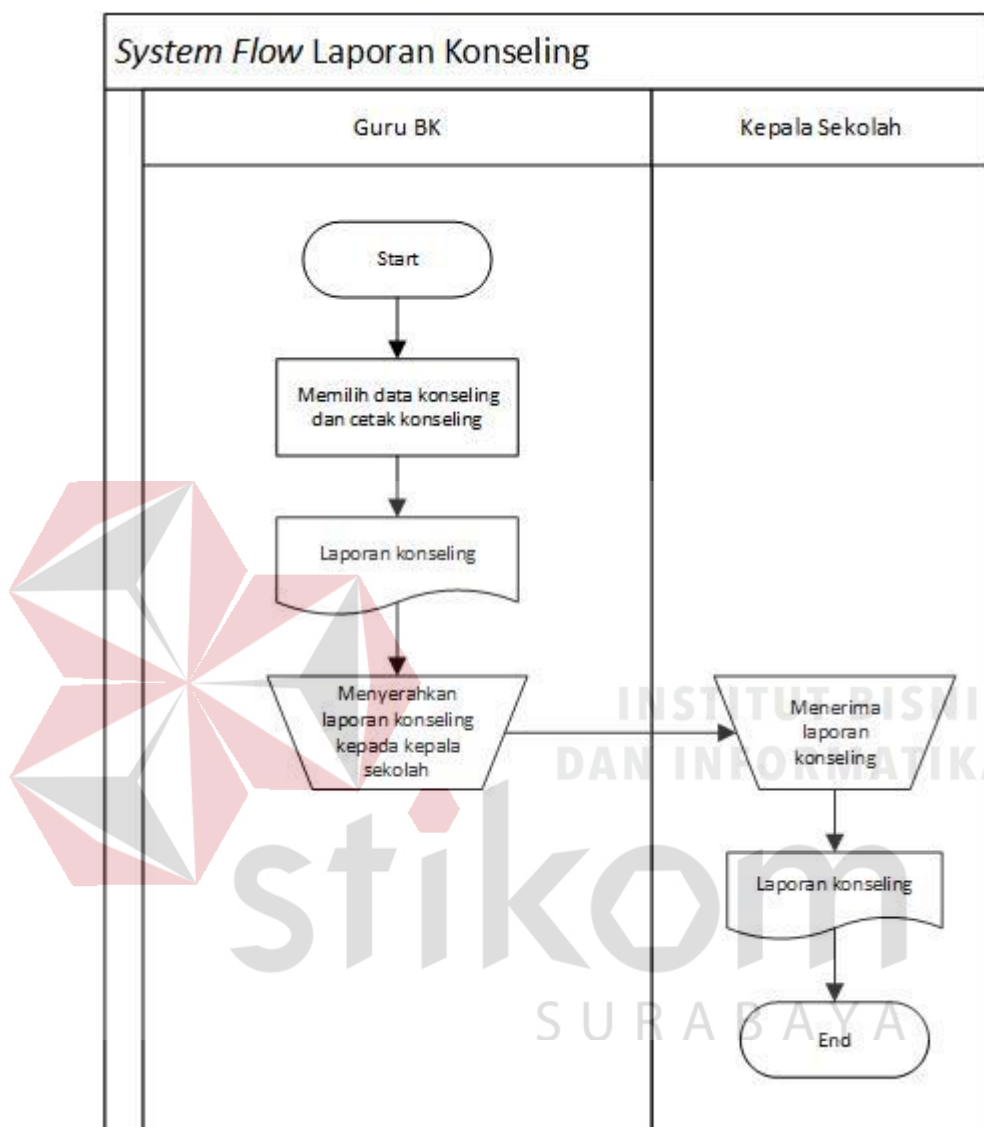 System Flow Laporan Konseling
Guru BK
Kepala Sekolah
Start
Memilih data konseling
dan cetak konseling
Laporan konseling
Menyerahkan
laporan konseling
kepada kepala
sekolah
Menerima
laporan
konseling
Laporan konseling
End
INSTITUT BISNI
DAN INFORMATIKA
stikom
SURABAYA